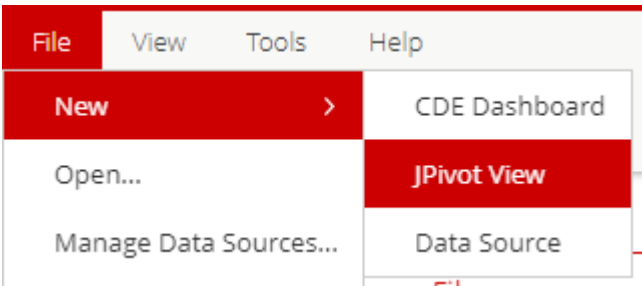 File View Tools Help
New >
CDE Dashboard
Open...
JPivot View
Manage Data Sources...
Data Source